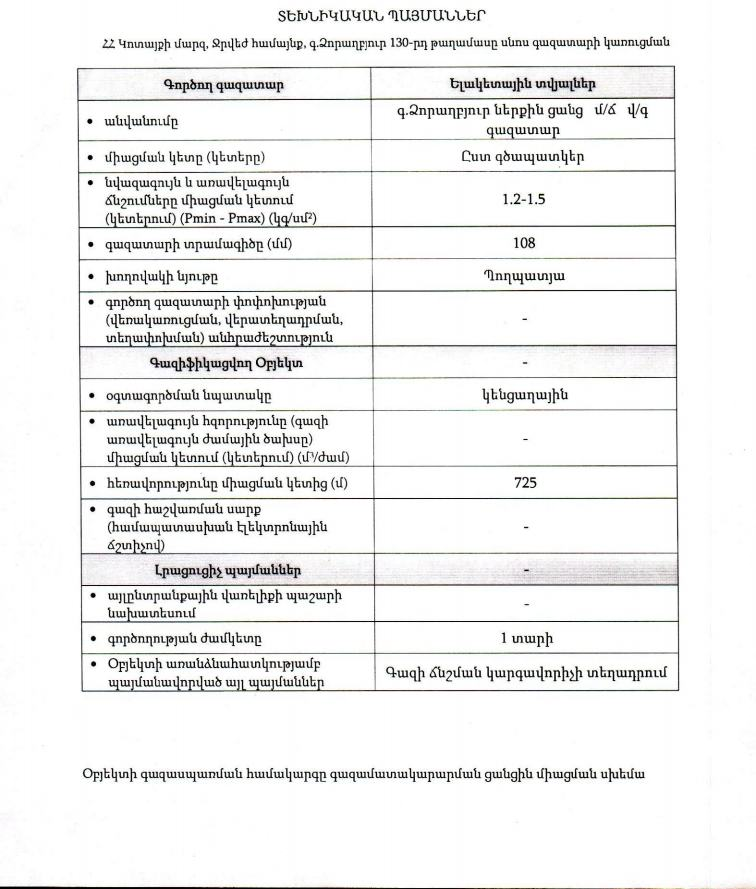 ՏԵԽՆԻԿԱԿԱՆ ՊԱՅՄԱՆՆԵՐ
ՀՀ Կոտայքի մարզ, Ջրվեժ համայնք, գ.Ձորաղբյուր 130-րդ թաղամասը սնոս գազատարի կառուցման
Գործող գազատար
Ելակետային տվյալներ
• անվանումը
գ.Ձորաղբյուր ներքին ցանց մ/ճ վ/գ
գազատար
• միացման կետը (կետերը)
Ըստ գծապատկեր
• նվազագույն և առավելագույն
ճնշումները միացման կետում
(կետերում) (Pmin - Pmax) (կգ/սմ²)
1.2-1.5
• գազատարի տրամագիծը (մմ)
108
• խողովակի նյութը
Պողպատյա
• գործող գազատարի փոփոխության
(վեռակառուցման, վերատեղադրման,
տեղափոխման) անհրաժեշտություն
-
Գազիֆիկացվող Օբյեկտ
-
• օգտագործման նպատակը
կենցաղային
• առավելագույն հզորությունը (գազի
առավելագույն ժամային ծախսը)
միացման կետում (կետերում) (մ³/ժամ)
-
• հեռավորությունը միացման կետից (մ)
725
• գազի հաշվառման սարք
(համապատասխան էլեկտրոնային
ճշտիչով)
-
Լրացուցիչ պայմաններ
-
• այլընտրանքային վառելիքի պաշարի
նախատեսում
-
• գործողության ժամկետը
1 տարի
• Օբյեկտի առանձնահատկությամբ
պայմանավորված այլ պայմաններ
Գազի ճնշման կարգավորիչի տեղադրում
Օբյեկտի գազասպառման համակարգը գազամատակարարման ցանցին միացման սխեմա